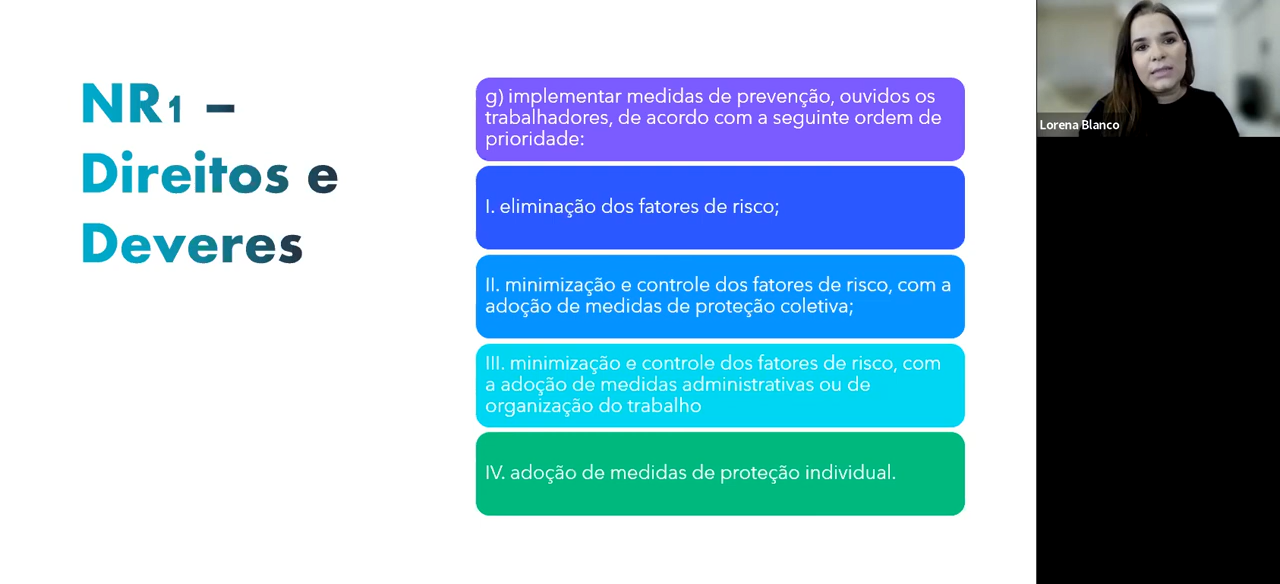 NR1 –
Direitos e
Deveres
g) implementar medidas de prevenção, ouvidos os
trabalhadores, de acordo com a seguinte ordem de
prioridade:
I. eliminação dos fatores de risco;
II. minimização e controle dos fatores de risco, com a
adoção de medidas de proteção coletiva;
III. minimização e controle dos fatores de risco, com
a adoção de medidas administrativas ou de
organização do trabalho
IV. adoção de medidas de proteção individual.
Lorena Blanco